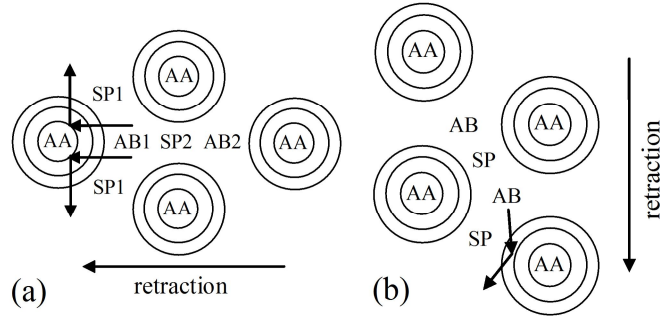 AA
SP1
AA AB1 SP2 AB2 AA
SP1
AA
retraction
(a)
AA
AB AA
SP
AA AB
SP
AA
retraction
(b)